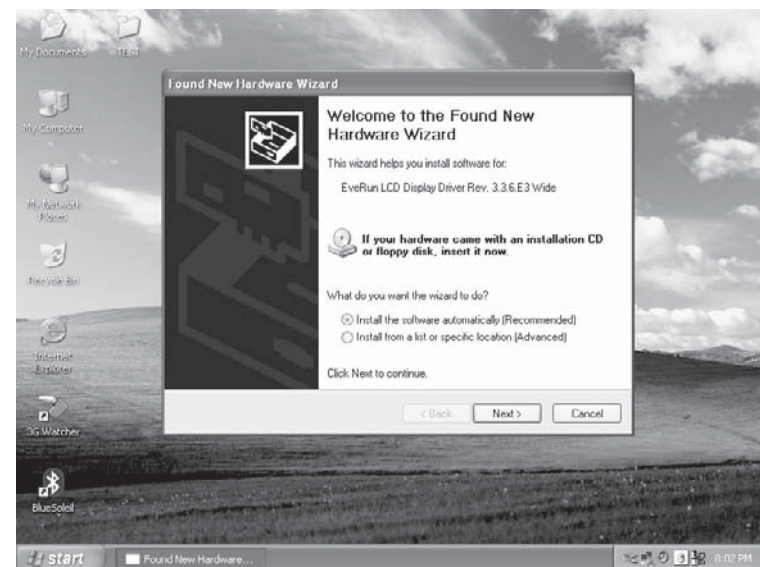 My Documents
TEST
My Computer
My Network
Places
Recycle Bin
Internet
Explorer
3G Watcher
BlueSoleil
Found New Hardware Wizard
Welcome to the Found New
Hardware Wizard
This wizard helps you install software for:
EveRun LCD Display Driver Rev. 3.3.6.E3 Wide
If your hardware came with an installation CD
or floppy disk, insert it now.
What do you want the wizard to do?
Install the software automatically (Recommended)
Install from a list or specific location (Advanced)
Click Next to continue.
< Back
Next >
Cancel
start
Found New Hardware...
8:02 PM